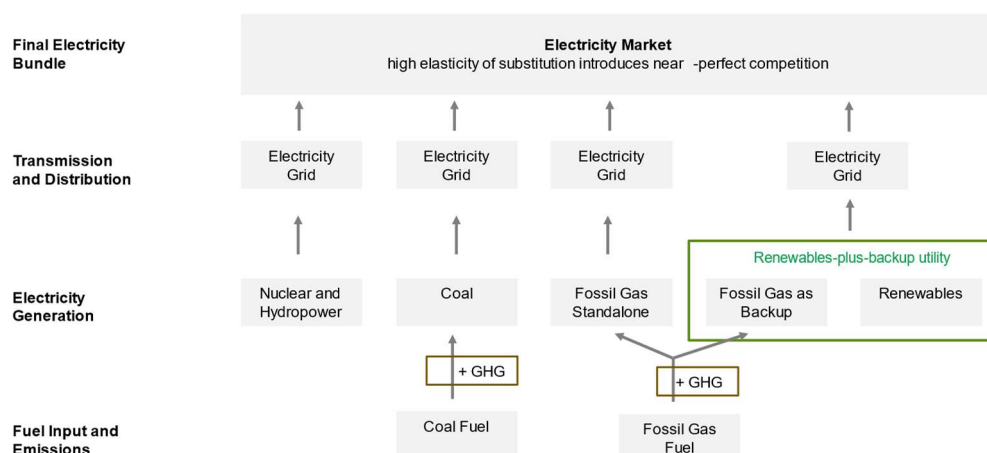 Final Electricity
Bundle
Electricity Market
high elasticity of substitution introduces near -perfect competition
Transmission
and Distribution
Electricity
Grid
Electricity
Grid
Electricity
Grid
Electricity
Grid
Renewables-plus-backup utility
Electricity
Generation
Nuclear and
Hydropower
Coal
Fossil Gas
Standalone
Fossil Gas as
Backup
Renewables
+ GHG
+ GHG
Fuel Input and
Emissions
Coal Fuel
Fossil Gas
Fuel